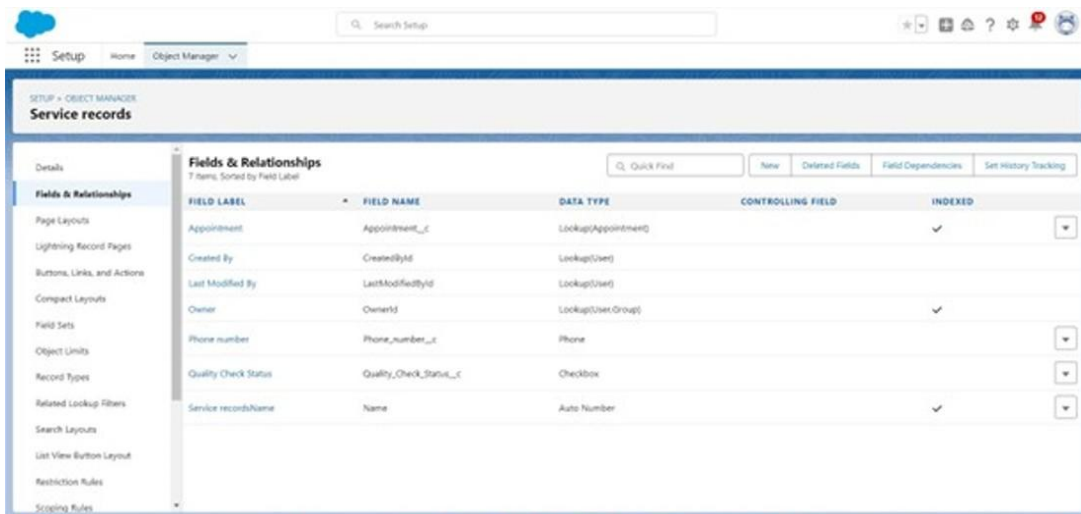 Search Setup
12
Setup Home Object Manager
SETUP > OBJECT MANAGER
Service records
Details
Fields & Relationships
Page Layouts
Lightning Record Pages
Buttons, Links, and Actions
Compact Layouts
Field Sets
Object Limits
Record Types
Related Lookup Filters
Search Layouts
List View Button Layout
Restriction Rules
Scoping Rules
Fields & Relationships
7 Items, Sorted by Field Label
Quick Find New Deleted Fields Field Dependencies Set History Tracking
FIELD LABEL FIELD NAME DATA TYPE CONTROLLING FIELD INDEXED
Appointment Appointment__c Lookup(Appointment)
Created By CreatedById Lookup(User)
Last Modified By LastModifiedById Lookup(User)
Owner OwnerId Lookup(User,Group)
Phone number Phone_number__c Phone
Quality Check Status Quality_Check_Status__c Checkbox
Service recordsName Name Auto Number